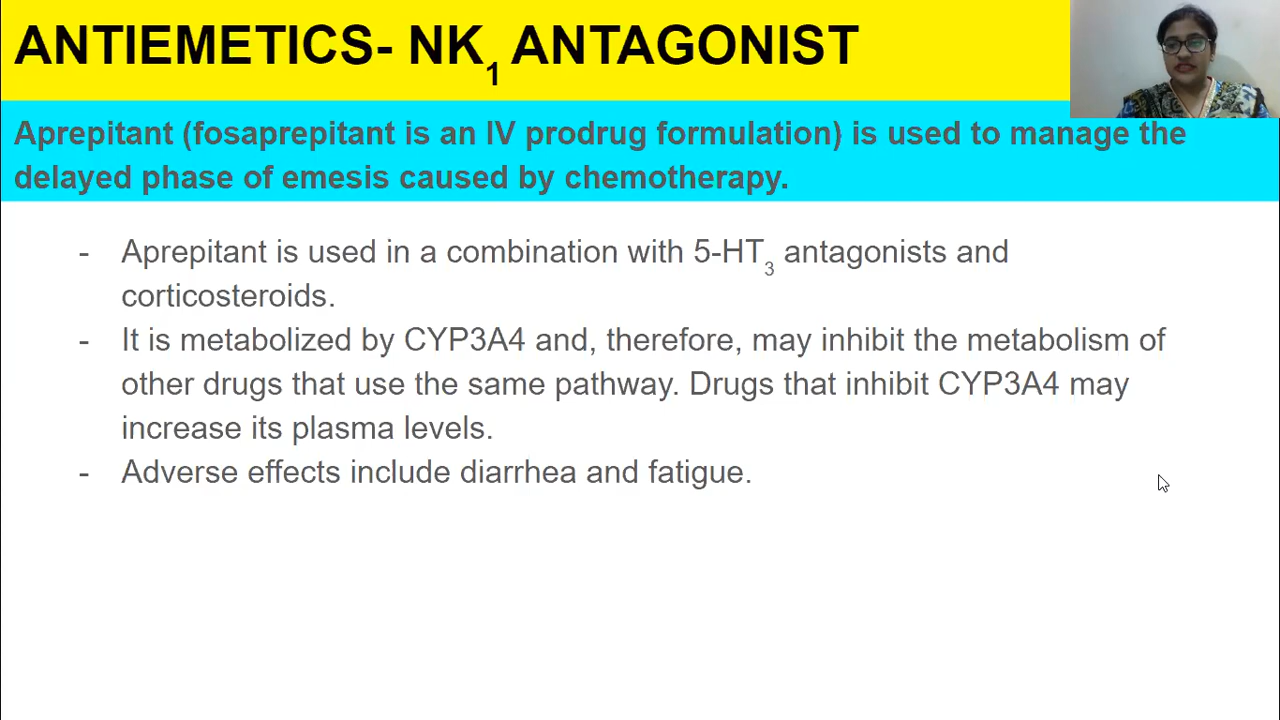 ANTIEMETICS- NK1 ANTAGONIST
Aprepitant (fosaprepitant is an IV prodrug formulation) is used to manage the
delayed phase of emesis caused by chemotherapy.
- Aprepitant is used in a combination with 5-HT3 antagonists and
corticosteroids.
- It is metabolized by CYP3A4 and, therefore, may inhibit the metabolism of
other drugs that use the same pathway. Drugs that inhibit CYP3A4 may
increase its plasma levels.
- Adverse effects include diarrhea and fatigue.